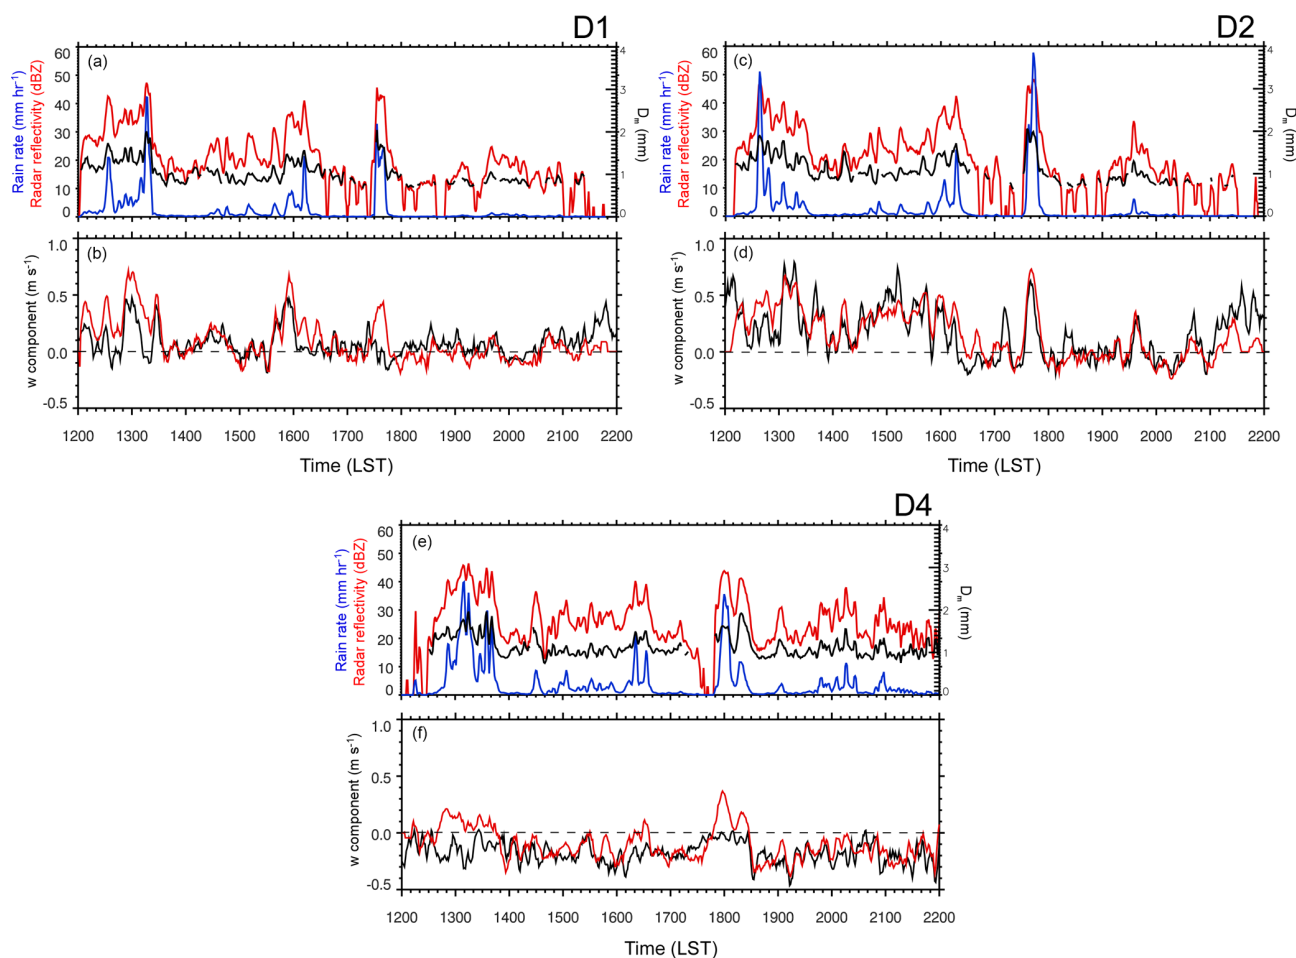 D1
D2
(a)
60
50
40
30
20
10
0
Rain rate (mm hr⁻¹)
Radar reflectivity (dBZ)
4
3
2
1
0
Dₘ (mm)
(b)
1.0
0.5
0.0
-0.5
w component (m s⁻¹)
1200 1300 1400 1500 1600 1700 1800 1900 2000 2100 2200
Time (LST)
(c)
60
50
40
30
20
10
0
Rain rate (mm hr⁻¹)
Radar reflectivity (dBZ)
4
3
2
1
0
Dₘ (mm)
(d)
1.0
0.5
0.0
-0.5
w component (m s⁻¹)
1200 1300 1400 1500 1600 1700 1800 1900 2000 2100 2200
Time (LST)
D4
(e)
60
50
40
30
20
10
0
Rain rate (mm hr⁻¹)
Radar reflectivity (dBZ)
4
3
2
1
0
Dₘ (mm)
(f)
1.0
0.5
0.0
-0.5
w component (m s⁻¹)
1200 1300 1400 1500 1600 1700 1800 1900 2000 2100 2200
Time (LST)